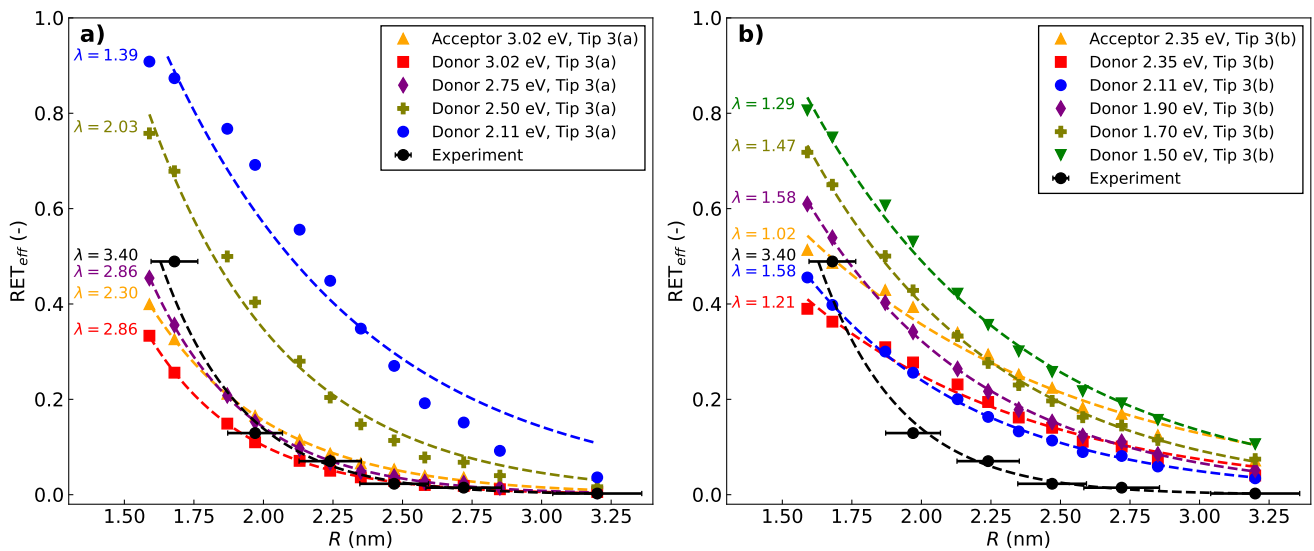 a)
Acceptor 3.02 eV, Tip 3(a)
Donor 3.02 eV, Tip 3(a)
Donor 2.75 eV, Tip 3(a)
Donor 2.50 eV, Tip 3(a)
Donor 2.11 eV, Tip 3(a)
Experiment
λ = 1.39
λ = 2.03
λ = 3.40
λ = 2.86
λ = 2.30
λ = 2.86
RETeff (-)
1.0
0.8
0.6
0.4
0.2
0.0
1.50 1.75 2.00 2.25 2.50 2.75 3.00 3.25
R (nm)
b)
Acceptor 2.35 eV, Tip 3(b)
Donor 2.35 eV, Tip 3(b)
Donor 2.11 eV, Tip 3(b)
Donor 1.90 eV, Tip 3(b)
Donor 1.70 eV, Tip 3(b)
Donor 1.50 eV, Tip 3(b)
Experiment
λ = 1.29
λ = 1.47
λ = 1.58
λ = 1.02
λ = 3.40
λ = 1.58
λ = 1.21
RETeff (-)
1.0
0.8
0.6
0.4
0.2
0.0
1.50 1.75 2.00 2.25 2.50 2.75 3.00 3.25
R (nm)